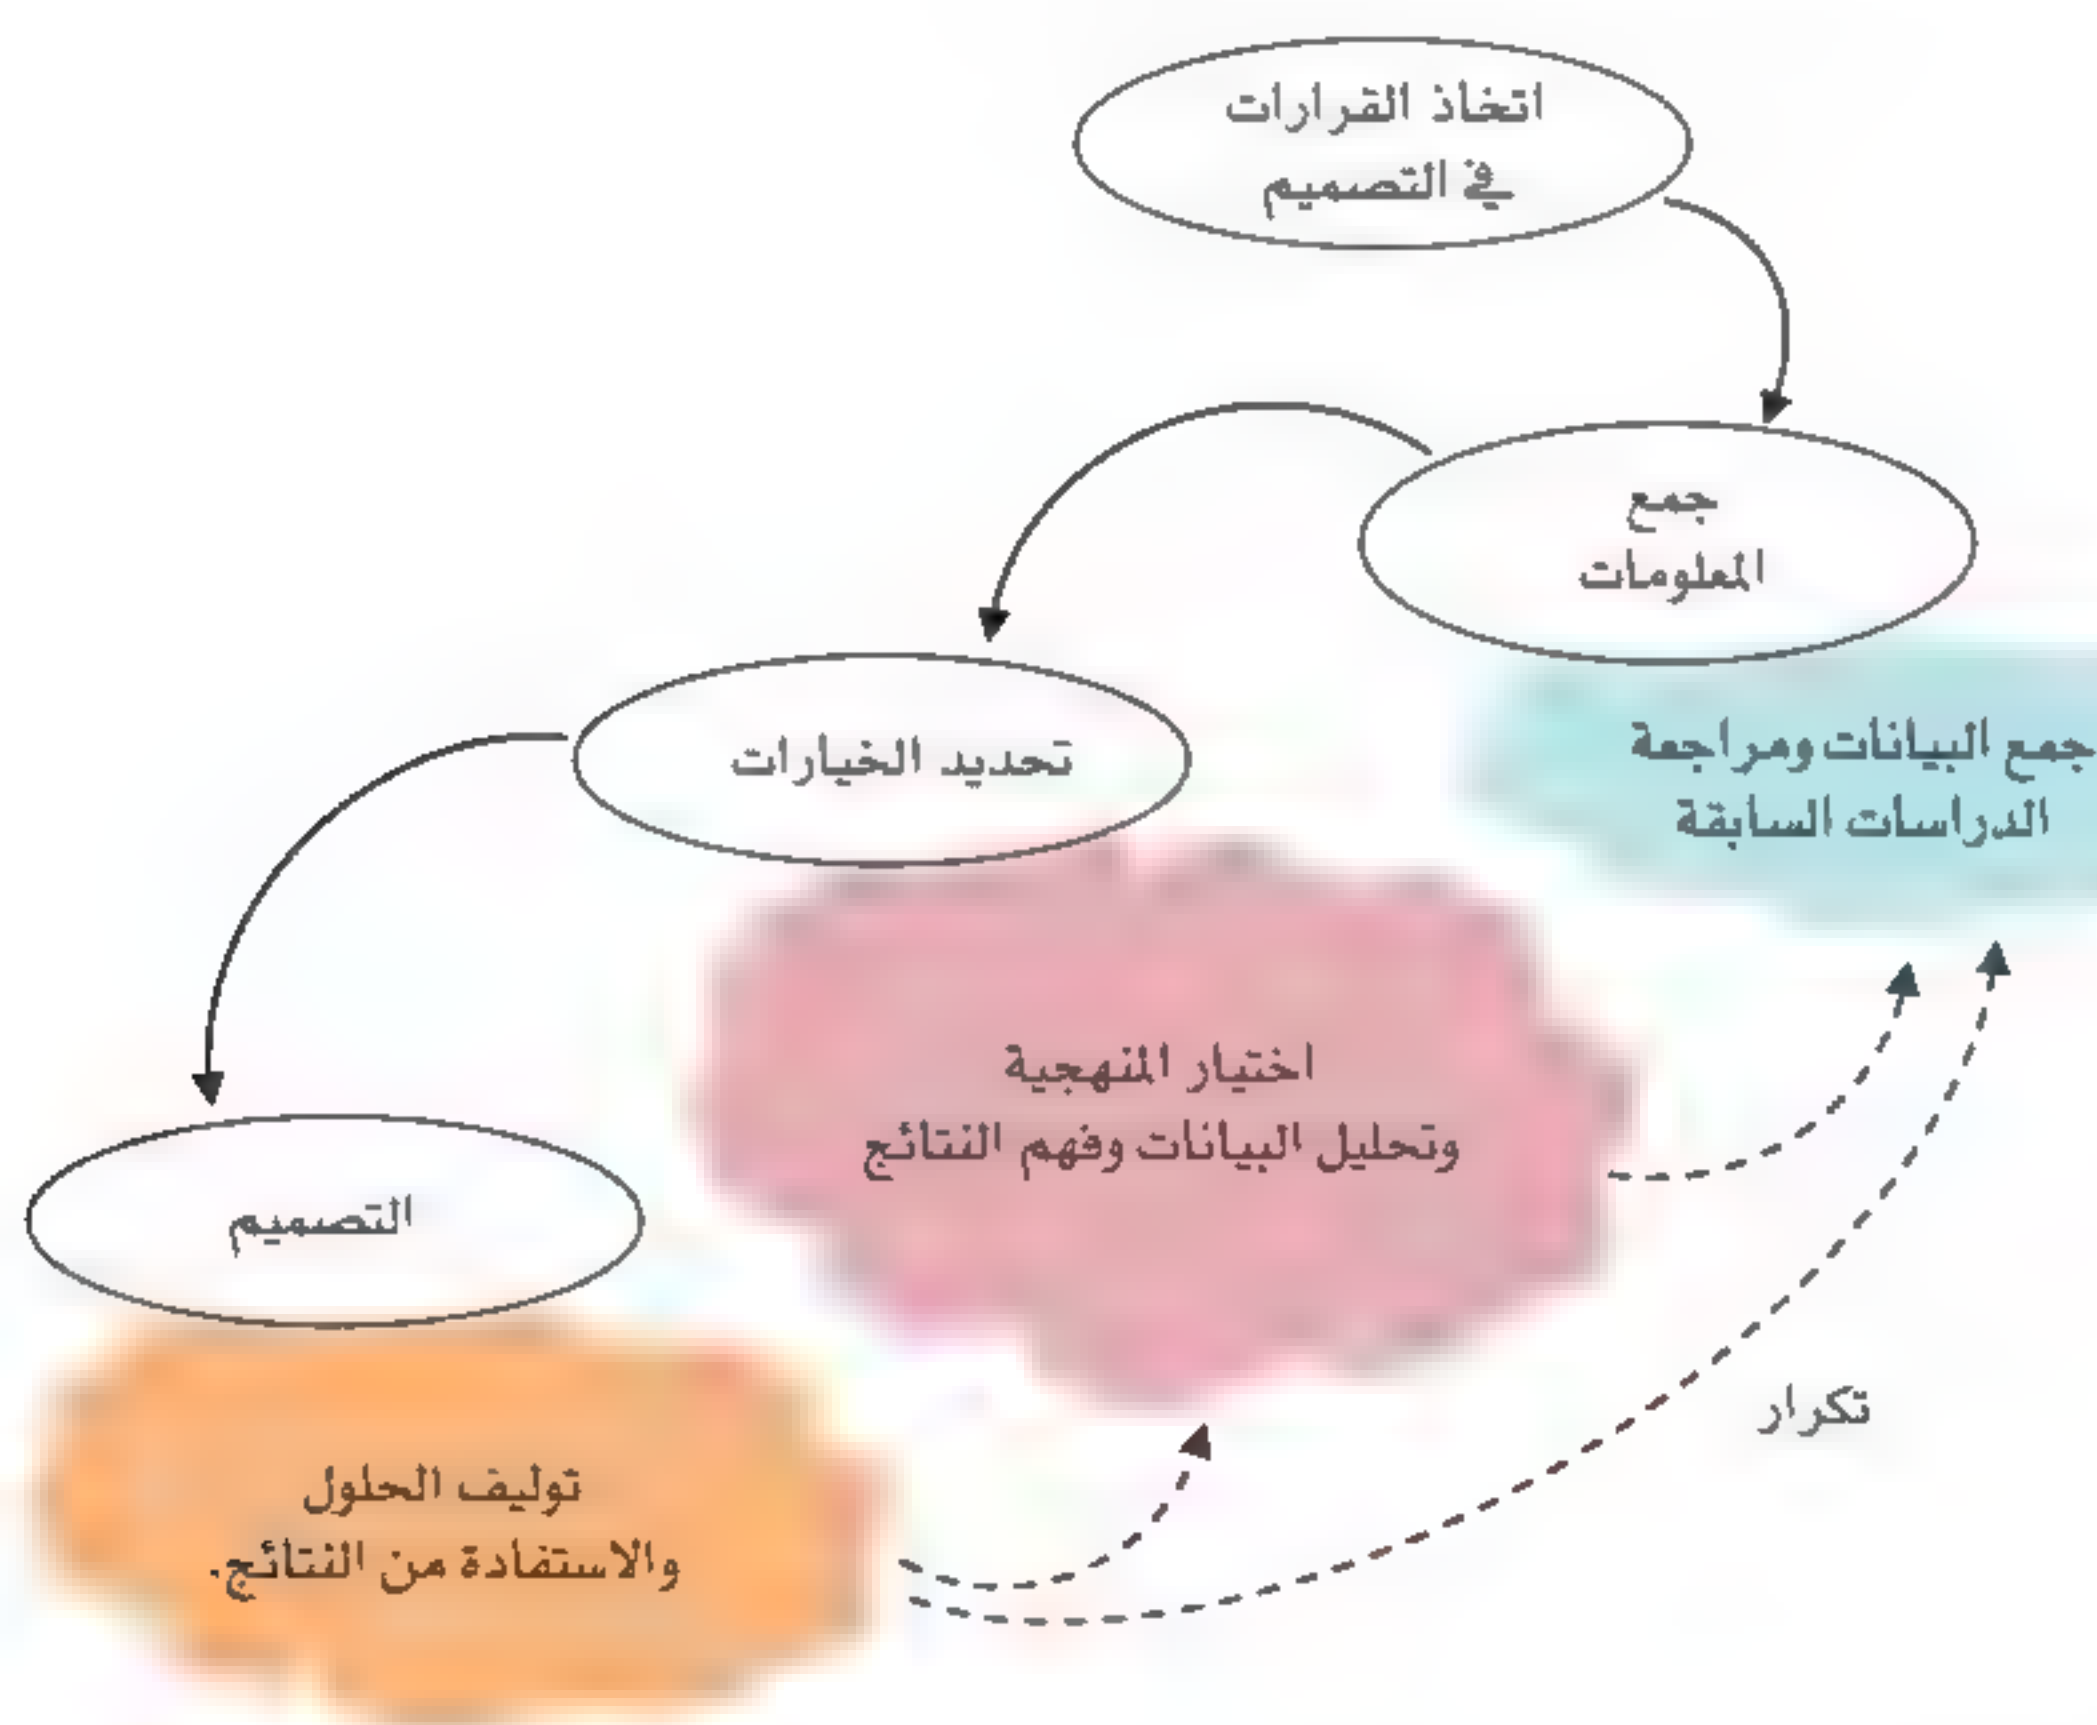 اتخاذ القرارات
في التصميم
جمع
المعلومات
جمع البيانات ومراجعة
الدراسات السابقة
تحديد الخيارات
اختيار المنهجية
وتحليل البيانات وفهم النتائج
التصميم
توليف الحلول
والاستفادة من النتائج.
تكرار